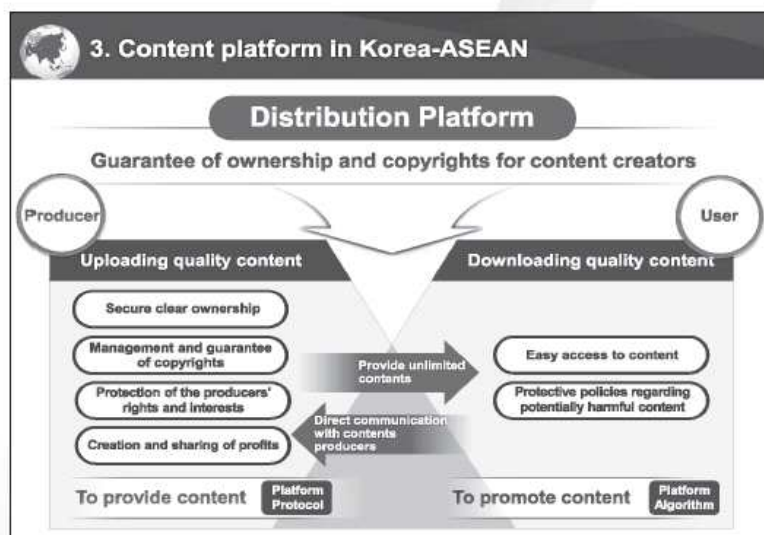 3. Content platform in Korea-ASEAN
Distribution Platform
Guarantee of ownership and copyrights for content creators
Producer
User
Uploading quality content
Secure clear ownership
Management and guarantee
of copyrights
Protection of the producers'
rights and interests
Creation and sharing of profits
To provide content
Platform
Protocol
Provide unlimited
contents
Direct communication
with contents
producers
Downloading quality content
Easy access to content
Protective policies regarding
potentially harmful content
To promote content
Platform
Algorithm